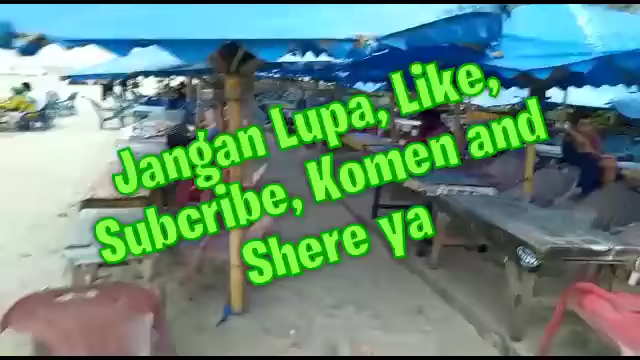 Jangan Lupa, Like,
Subcribe, Komen and
Shere ya